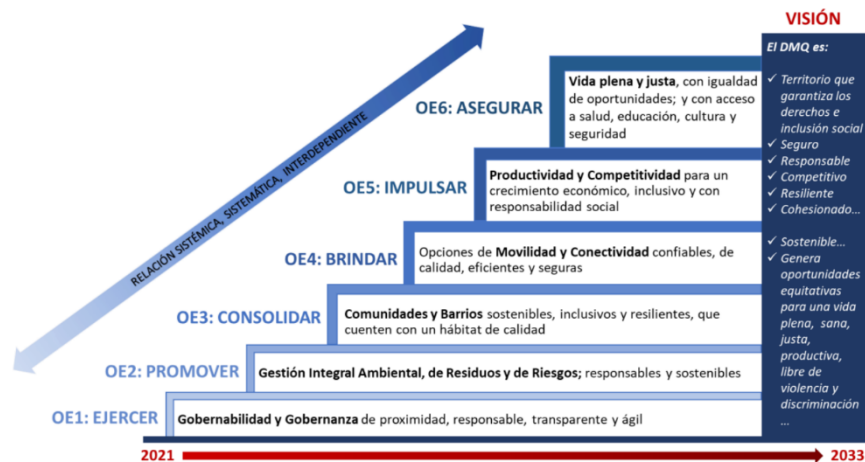 VISIÓN
El DMQ es:
✓ Territorio que
garantiza los
derechos e
inclusión social
✓ Seguro
✓ Responsable
✓ Competitivo
✓ Resiliente
✓ Cohesionado...
✓ Sostenible...
✓ Genera
oportunidades
equitativas
para una vida
plena, sana,
justa,
productiva,
libre de
violencia y
discriminación
...
RELACIÓN SISTÉMICA, SISTEMÁTICA, INTERDEPENDIENTE
OE6: ASEGURAR
Vida plena y justa, con igualdad
de oportunidades; y con acceso
a salud, educación, cultura y
seguridad
OE5: IMPULSAR
Productividad y Competitividad para un
crecimiento económico, inclusivo y con
responsabilidad social
OE4: BRINDAR
Opciones de Movilidad y Conectividad confiables, de
calidad, eficientes y seguras
OE3: CONSOLIDAR
Comunidades y Barrios sostenibles, inclusivos y resilientes, que
cuenten con un hábitat de calidad
OE2: PROMOVER
Gestión Integral Ambiental, de Residuos y de Riesgos; responsables y sostenibles
OE1: EJERCER
Gobernabilidad y Gobernanza de proximidad, responsable, transparente y ágil
2021
2033